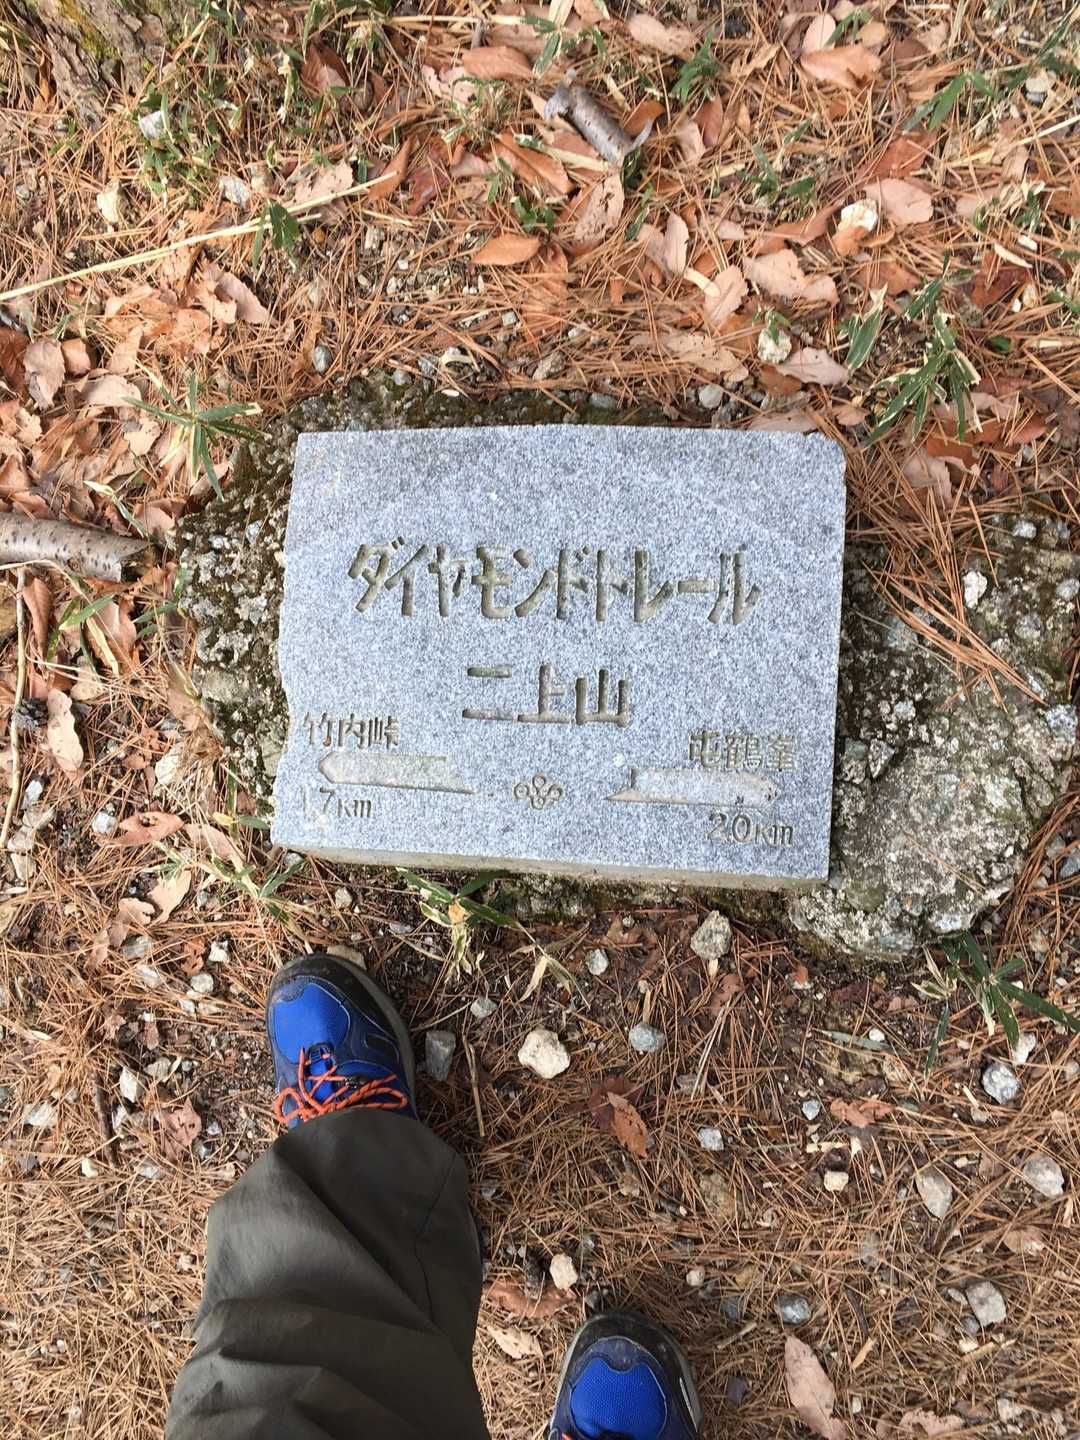 ダイヤモンドトレール
二上山
竹内峠
屯鶴峯
1.7Km
2.0Km